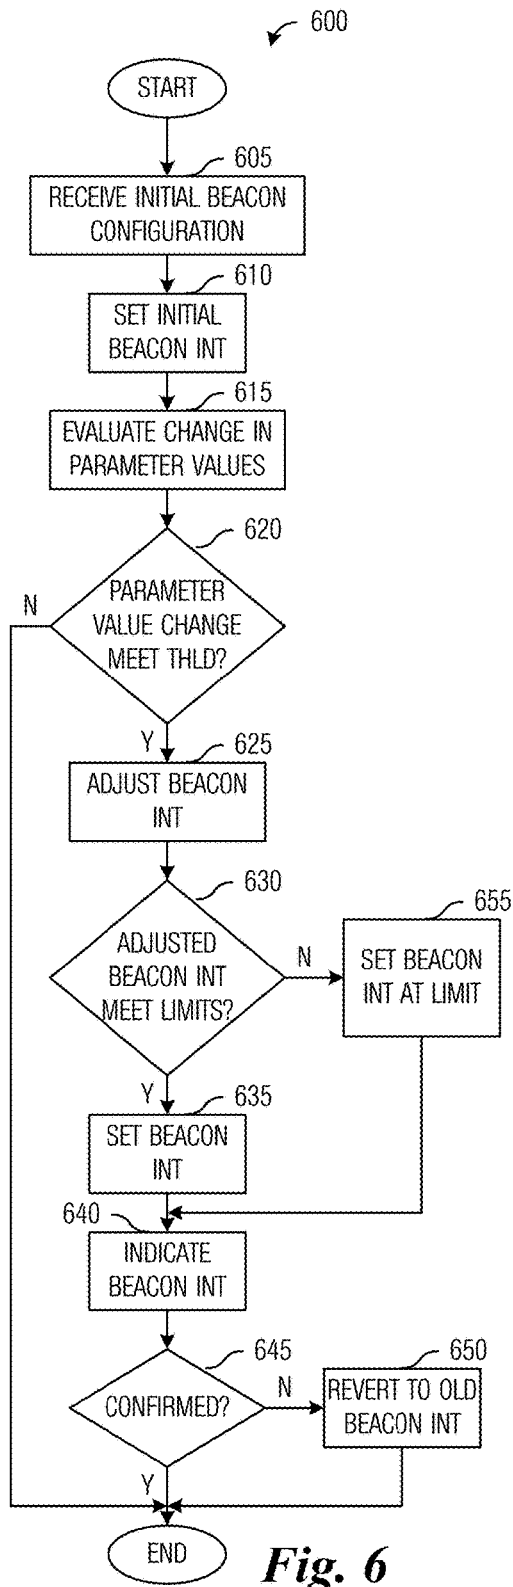 600
START
605
RECEIVE INITIAL BEACON
CONFIGURATION
610
SET INITIAL
BEACON INT
615
EVALUATE CHANGE IN
PARAMETER VALUES
620
N
PARAMETER
VALUE CHANGE
MEET THLD?
Y
625
ADJUST BEACON
INT
630
ADJUSTED
BEACON INT
MEET LIMITS?
N
655
SET BEACON
INT AT LIMIT
Y
635
SET BEACON
INT
640
INDICATE
BEACON INT
645
CONFIRMED?
N
650
REVERT TO OLD
BEACON INT
Y
END
Fig. 6